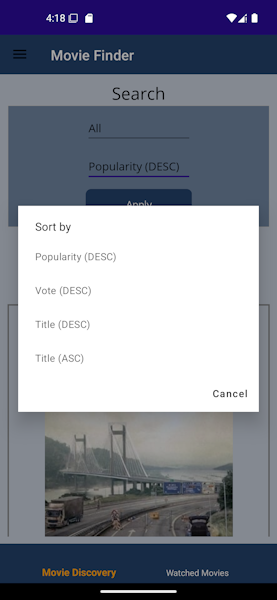 4:18
Movie Finder
Search
All
Popularity (DESC)
Apply
Sort by
Popularity (DESC)
Vote (DESC)
Title (DESC)
Title (ASC)
Cancel
Movie Discovery
Watched Movies